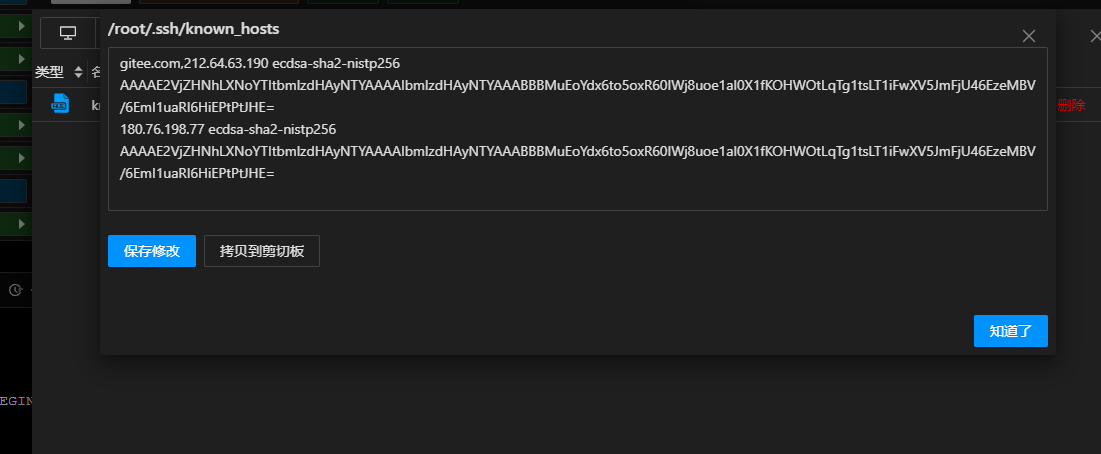 /root/.ssh/known_hosts
类型
gitee.com,212.64.63.190 ecdsa-sha2-nistp256
AAAAE2VjZHNhLXNoYTItbmlzdHAyNTYAAAAIbmlzdHAyNTYAAABBBMuEoYdx6to5oxR60IWj8uoe1aI0X1fKOHWOtLqTg1tsLT1iFwXV5JmFjU46EzeMBV
/6EmI1uaRI6HiEPtPtJHE=
180.76.198.77 ecdsa-sha2-nistp256
AAAAE2VjZHNhLXNoYTItbmlzdHAyNTYAAAAIbmlzdHAyNTYAAABBBMuEoYdx6to5oxR60IWj8uoe1aI0X1fKOHWOtLqTg1tsLT1iFwXV5JmFjU46EzeMBV
/6EmI1uaRI6HiEPtPtJHE=
删除
保存修改 拷贝到剪切板
知道了
EGIN